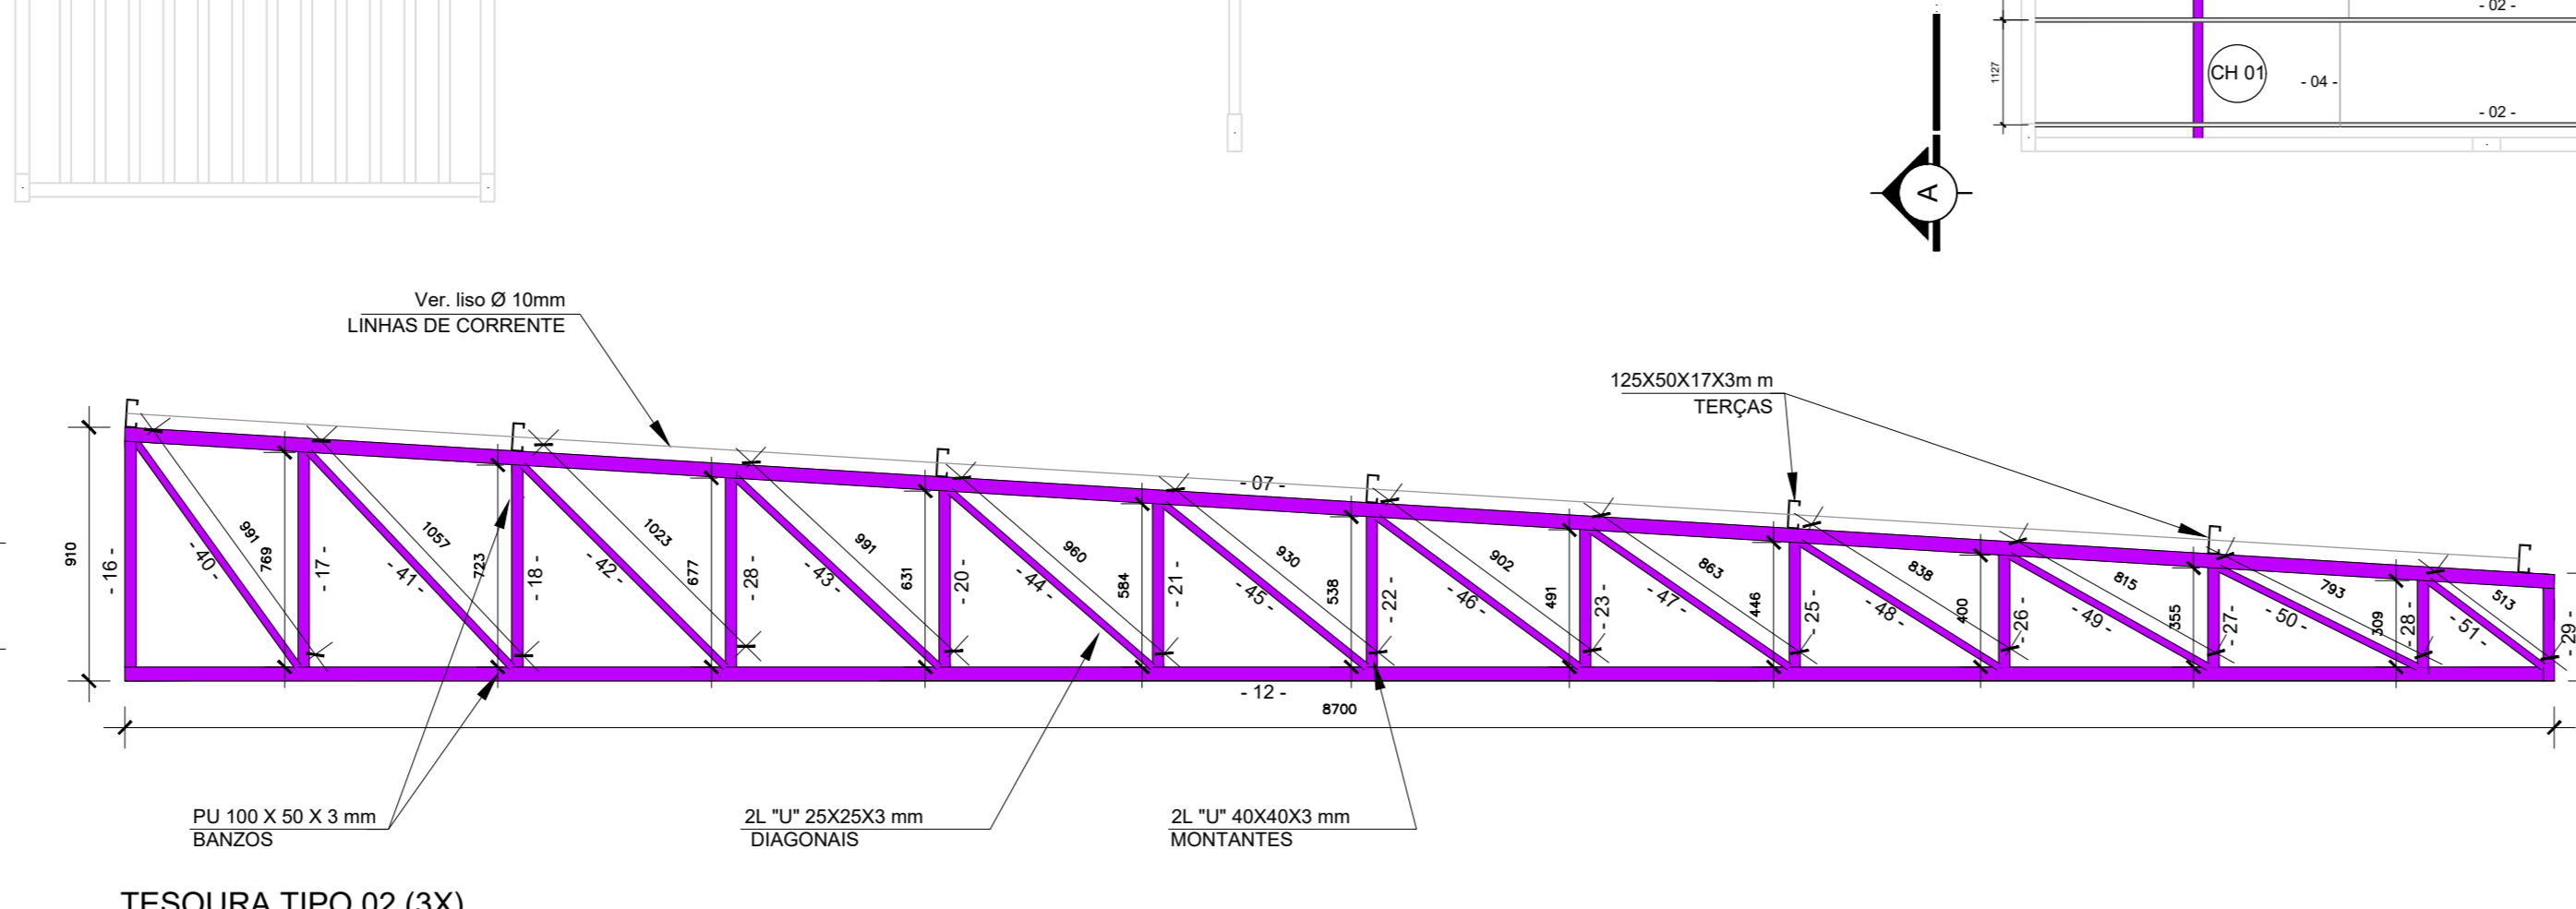 - 02 -
1127
CH 01
- 04 -
- 02 -
A
Ver. liso Ø 10mm
LINHAS DE CORRENTE
125X50X17X3m m
TERÇAS
- 07 -
910
- 16 -
991
- 40 -
769
- 17 -
1057
- 41 -
723
- 18 -
1023
- 42 -
677
- 28 -
991
- 43 -
631
- 20 -
960
- 44 -
584
- 21 -
930
- 45 -
538
- 22 -
902
- 46 -
491
- 23 -
863
- 47 -
446
- 25 -
838
- 48 -
400
- 26 -
815
- 49 -
355
- 27 -
793
- 50 -
309
- 28 -
513
- 51 -
- 29 -
- 12 -
8700
PU 100 X 50 X 3 mm
BANZOS
2L "U" 25X25X3 mm
DIAGONAIS
2L "U" 40X40X3 mm
MONTANTES
TESOURA TIPO 02 (3X)